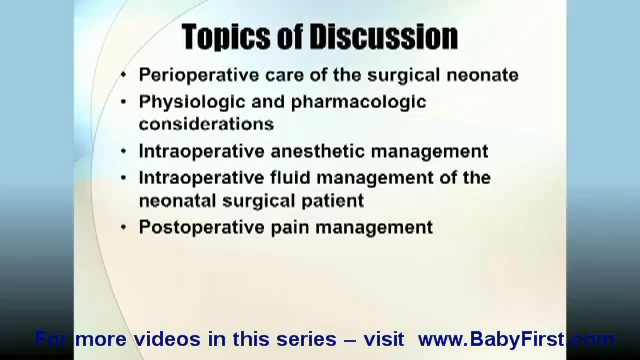 Topics of Discussion
• Perioperative care of the surgical neonate
• Physiologic and pharmacologic
considerations
• Intraoperative anesthetic management
• Intraoperative fluid management of the
neonatal surgical patient
• Postoperative pain management
For more videos in this series – visit www.BabyFirst.com